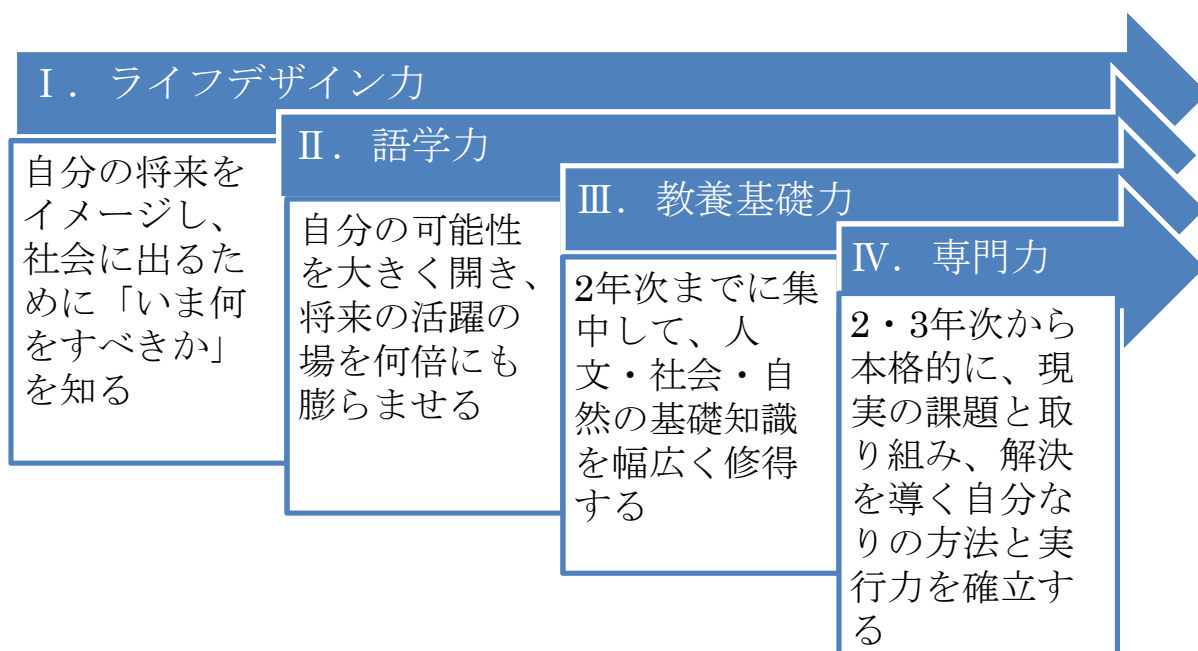 Ⅰ．ライフデザイン力
自分の将来を
イメージし、
社会に出るた
めに「いま何
をすべきか」
を知る
Ⅱ．語学力
自分の可能性
を大きく開き、
将来の活躍の
場を何倍にも
膨らませる
Ⅲ．教養基礎力
2年次までに集
中して、人
文・社会・自
然の基礎知識
を幅広く修得
する
Ⅳ．専門力
2・3年次から
本格的に、現
実の課題と取
り組み、解決
を導く自分な
りの方法と実
行力を確立す
る